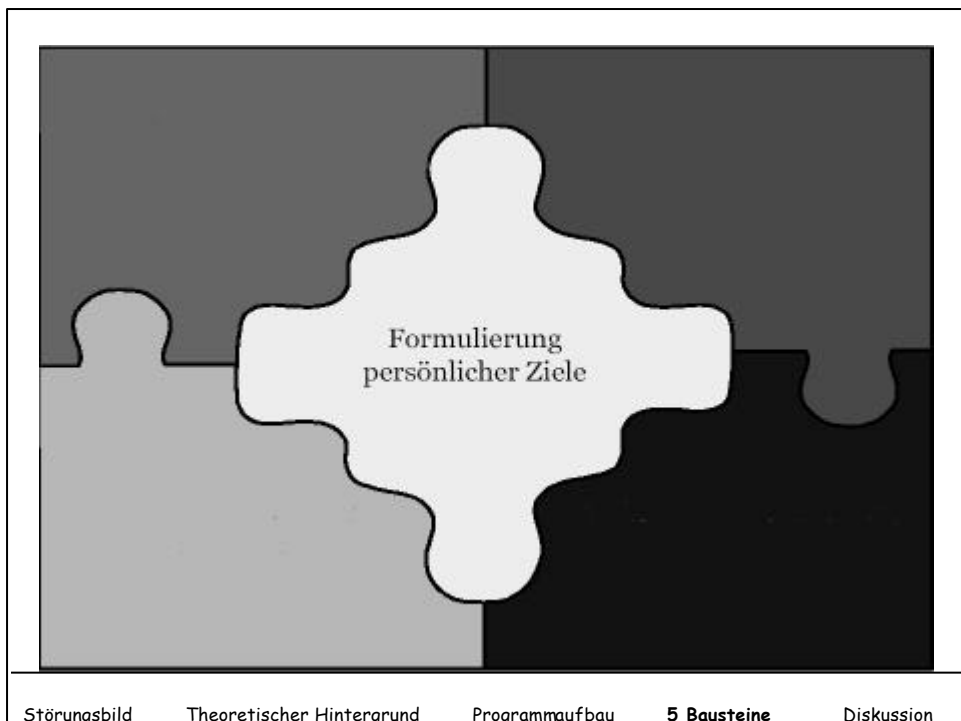 Formulierung
persönlicher Ziele
Störungsbild Theoretischer Hintergrund Programmaufbau 5 Bausteine Diskussion